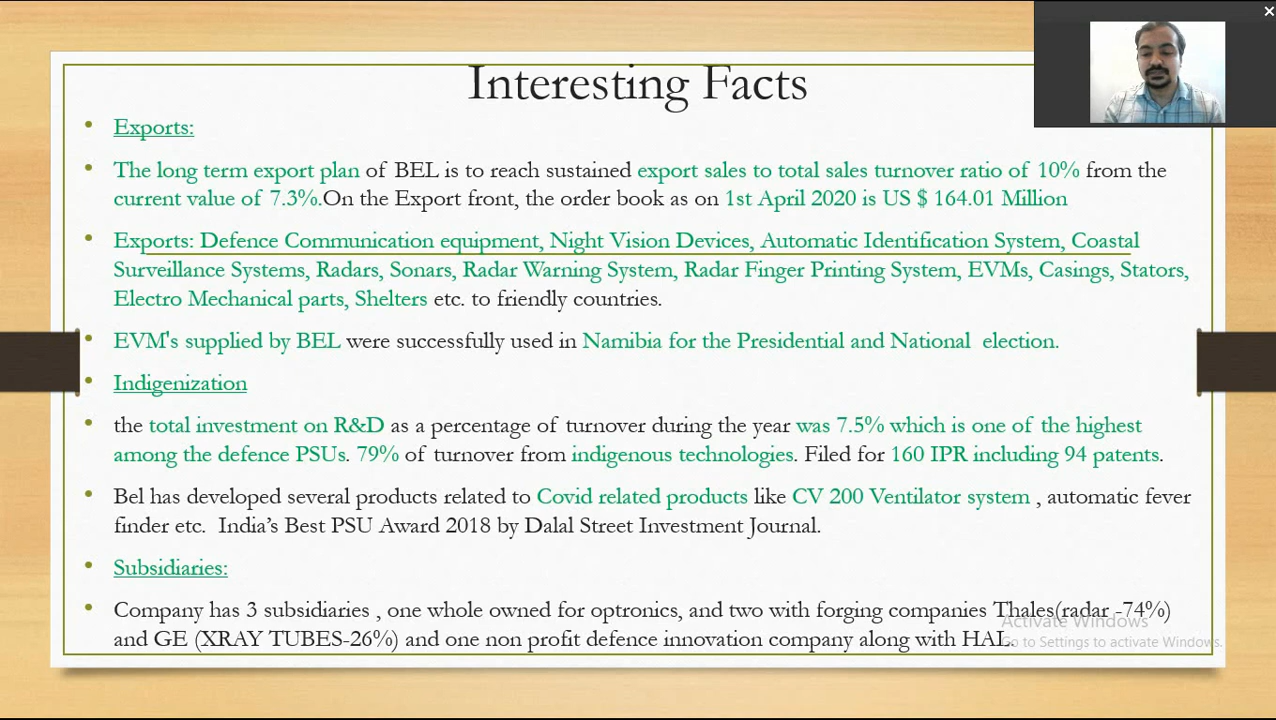 Interesting Facts
• Exports:
• The long term export plan of BEL is to reach sustained export sales to total sales turnover ratio of 10% from the
current value of 7.3%.On the Export front, the order book as on 1st April 2020 is US $ 164.01 Million
• Exports: Defence Communication equipment, Night Vision Devices, Automatic Identification System, Coastal
Surveillance Systems, Radars, Sonars, Radar Warning System, Radar Finger Printing System, EVMs, Casings, Stators,
Electro Mechanical parts, Shelters etc. to friendly countries.
• EVM's supplied by BEL were successfully used in Namibia for the Presidential and National election.
• Indigenization
• the total investment on R&D as a percentage of turnover during the year was 7.5% which is one of the highest
among the defence PSUs. 79% of turnover from indigenous technologies. Filed for 160 IPR including 94 patents.
• Bel has developed several products related to Covid related products like CV 200 Ventilator system , automatic fever
finder etc. India’s Best PSU Award 2018 by Dalal Street Investment Journal.
• Subsidiaries:
• Company has 3 subsidiaries , one whole owned for optronics, and two with forging companies Thales(radar -74%)
and GE (XRAY TUBES-26%) and one non profit defence innovation company along with HAL.
Activate Windows
Go to Settings to activate Windows.